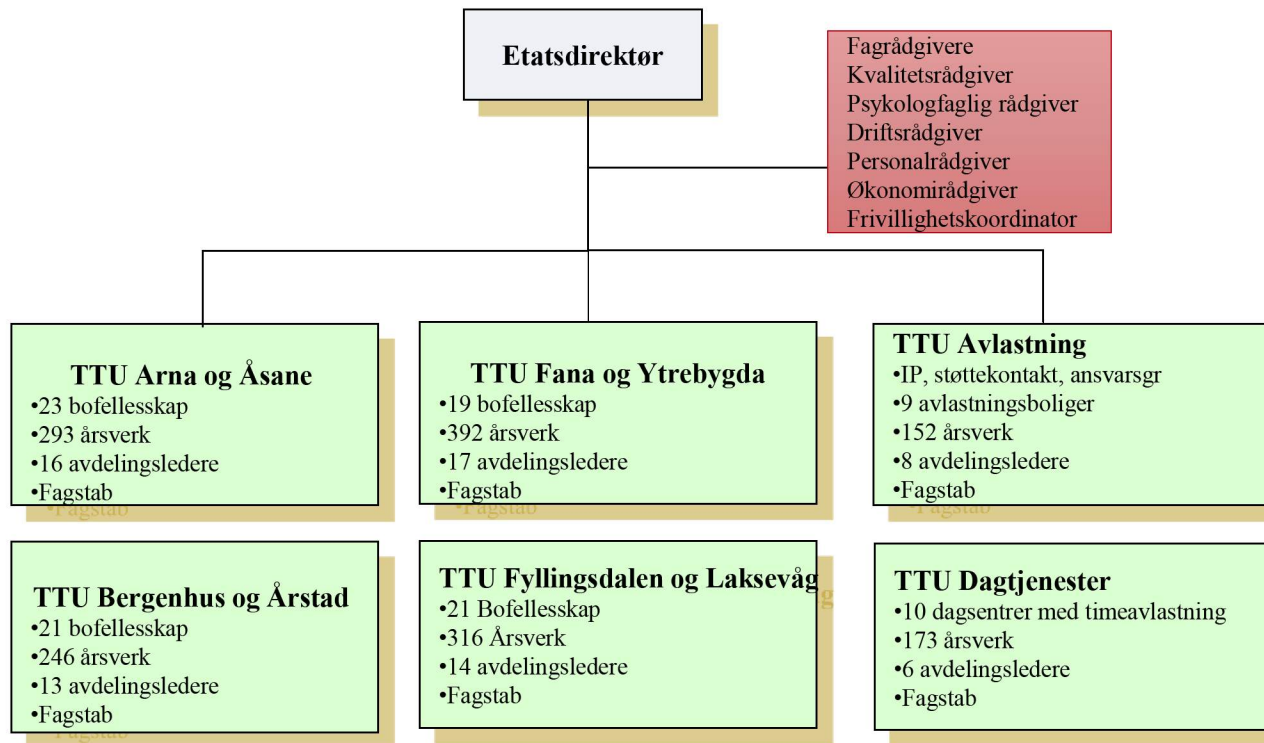 Etatsdirektør
Fagrådgivere
Kvalitetsrådgiver
Psykologfaglig rådgiver
Driftsrådgiver
Personalrådgiver
Økonomirådgiver
Frivillighetskoordinator
TTU Arna og Åsane
•23 bofellesskap
•293 årsverk
•16 avdelingsledere
•Fagstab
TTU Fana og Ytrebygda
•19 bofellesskap
•392 årsverk
•17 avdelingsledere
•Fagstab
TTU Avlastning
•IP, støttekontakt, ansvarsgr
•9 avlastningsboliger
•152 årsverk
•8 avdelingsledere
•Fagstab
TTU Bergenhus og Årstad
•21 bofellesskap
•246 årsverk
•13 avdelingsledere
•Fagstab
TTU Fyllingsdalen og Laksevåg
•21 Bofellesskap
•316 Årsverk
•14 avdelingsledere
•Fagstab
TTU Dagtjenester
•10 dagsentrer med timeavlastning
•173 årsverk
•6 avdelingsledere
•Fagstab